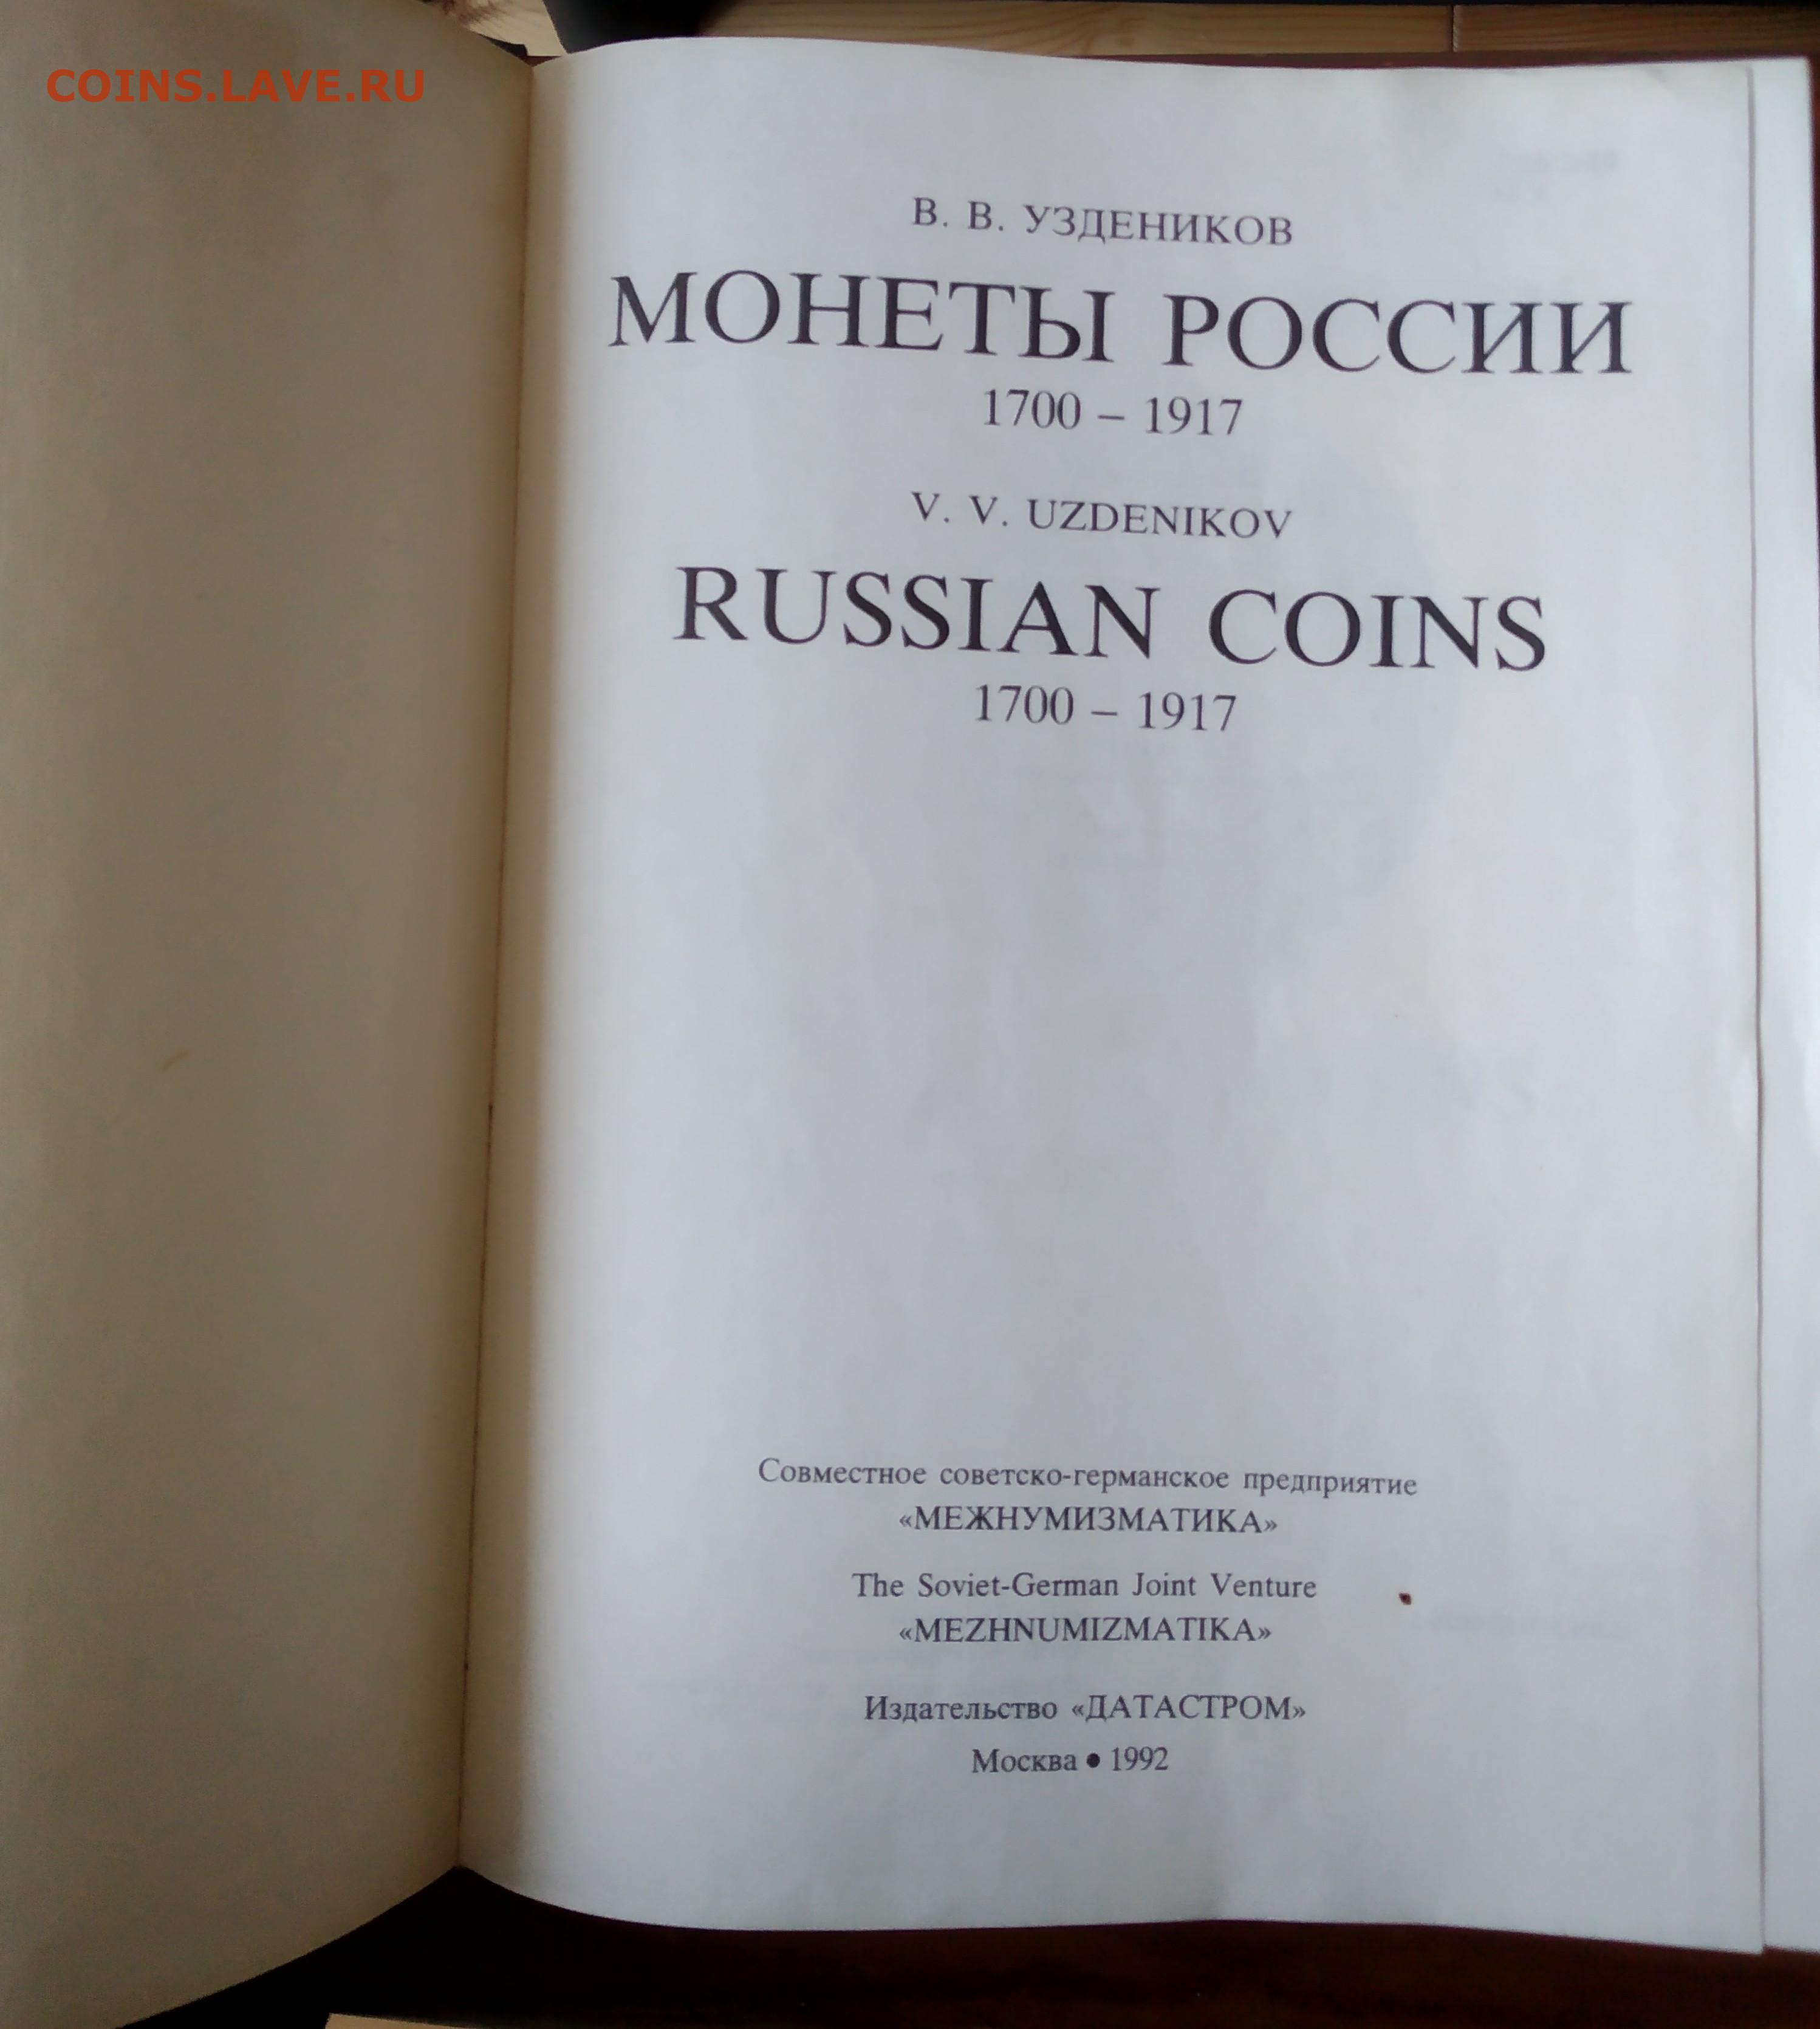 COINS.LAVE.RU
В. В. УЗДЕНИКОВ
МОНЕТЫ РОССИИ
1700 – 1917
V. V. UZDENIKOV
RUSSIAN COINS
1700 – 1917
Совместное советско-германское предприятие
«МЕЖНУМИЗМАТИКА»
The Soviet-German Joint Venture
«MEZHNUMIZMATIKA»
Издательство «ДАТАСТРОМ»
Москва • 1992